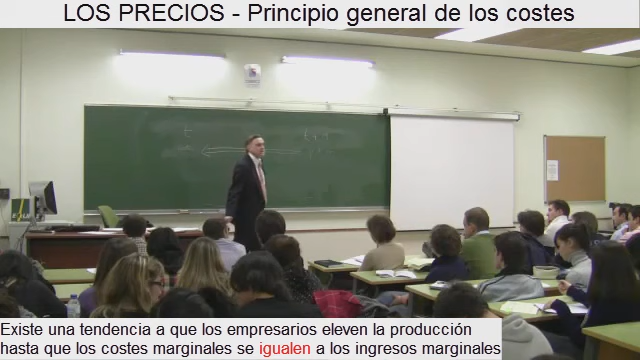 LOS PRECIOS - Principio general de los costes
Existe una tendencia a que los empresarios eleven la producción
hasta que los costes marginales se igualen a los ingresos marginales